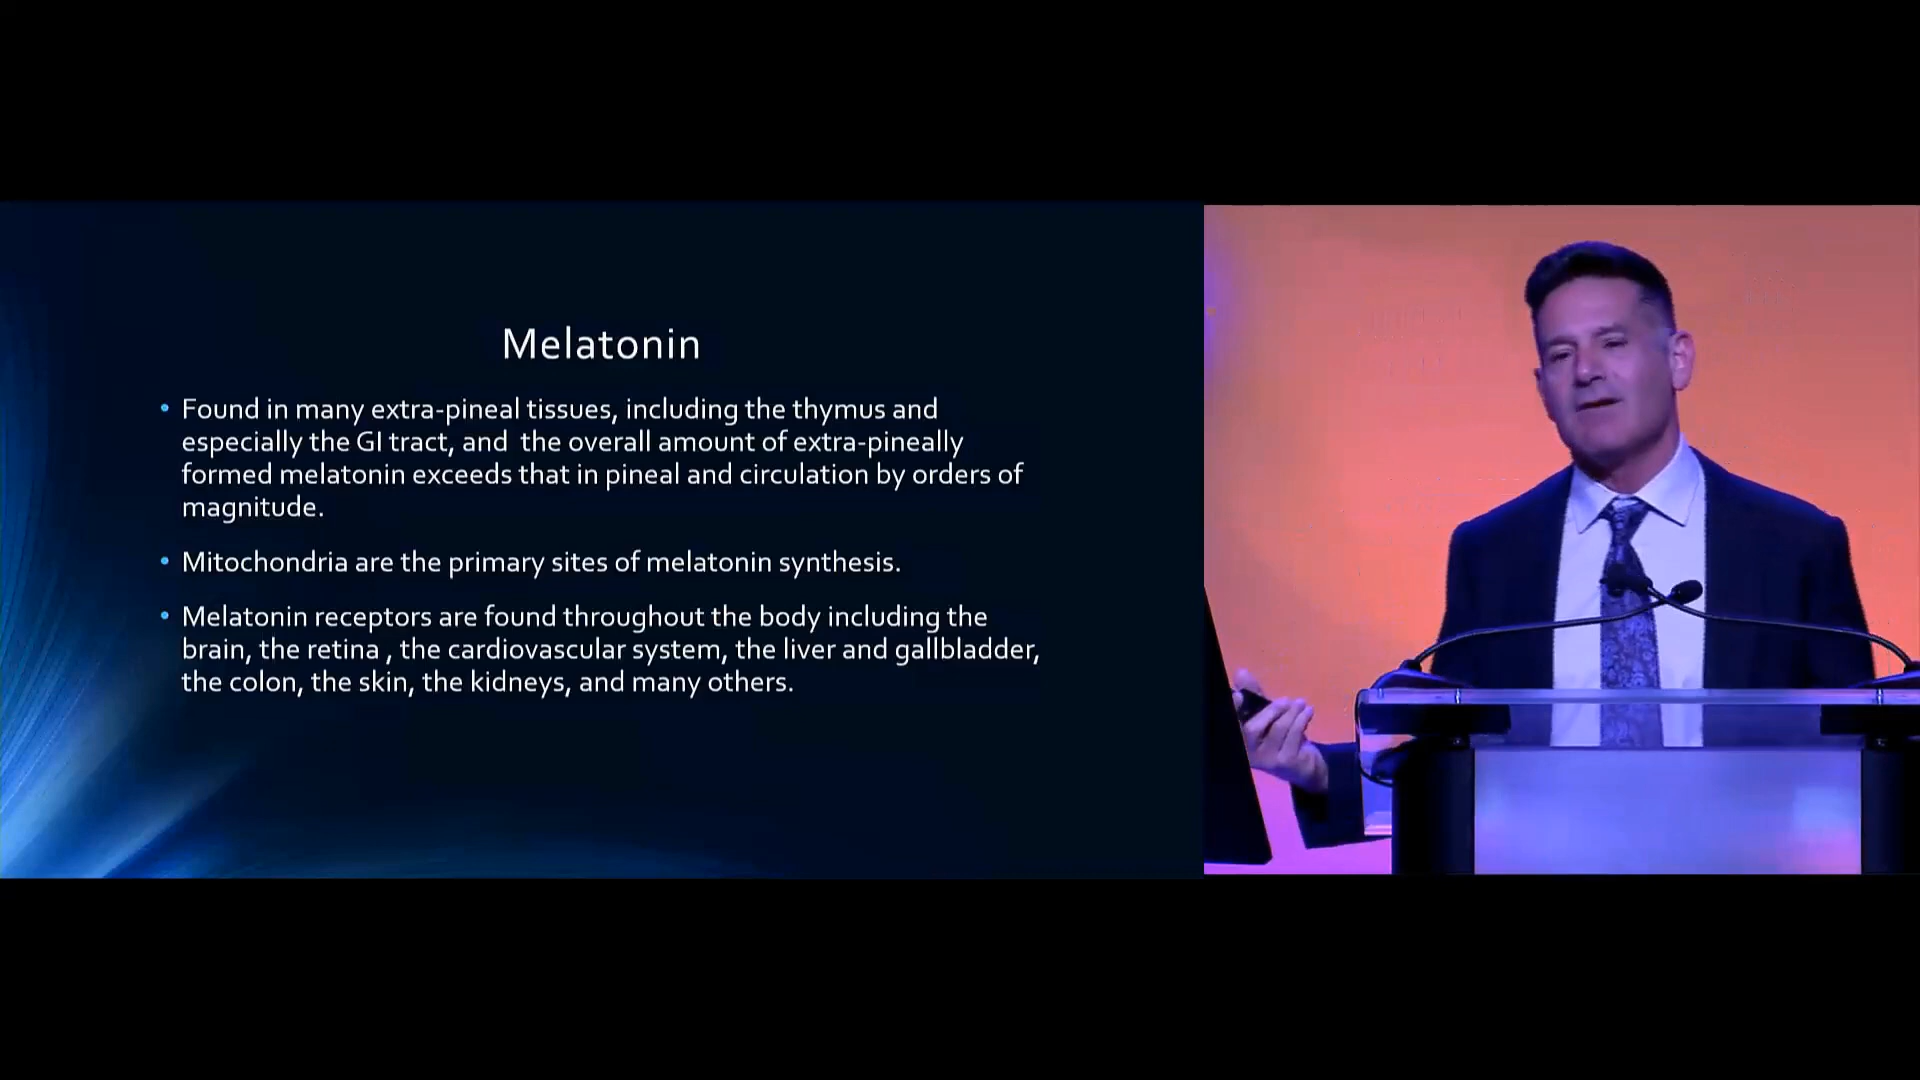 Melatonin
• Found in many extra-pineal tissues, including the thymus and
especially the GI tract, and  the overall amount of extra-pineally
formed melatonin exceeds that in pineal and circulation by orders of
magnitude.
• Mitochondria are the primary sites of melatonin synthesis.
• Melatonin receptors are found throughout the body including the
brain, the retina , the cardiovascular system, the liver and gallbladder,
the colon, the skin, the kidneys, and many others.